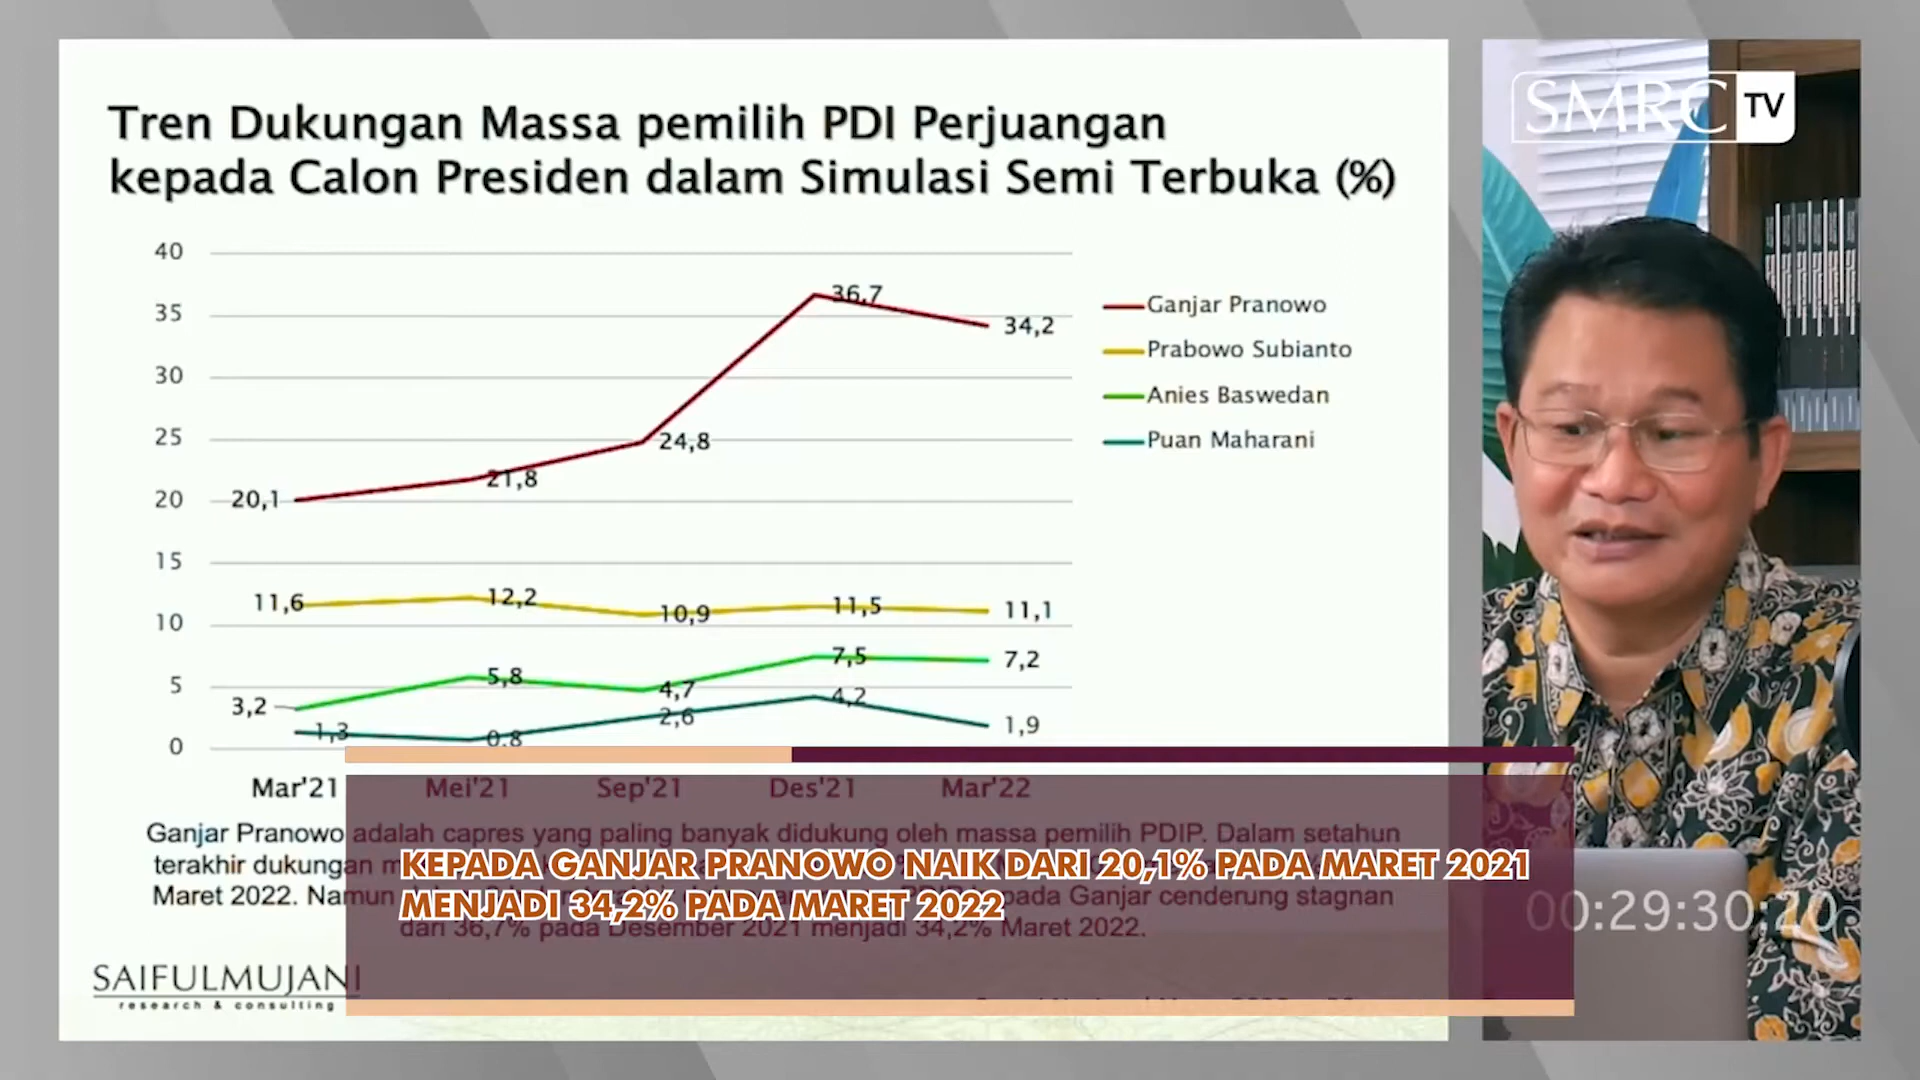 Tren Dukungan Massa pemilih PDI Perjuangan
kepada Calon Presiden dalam Simulasi Semi Terbuka (%)
SMRC TV
40
35
30
25
20
15
10
5
0
20,1
21,8
24,8
36,7
34,2
11,6
12,2
10,9
11,5
11,1
3,2
5,8
4,7
7,5
7,2
1,3
0,8
2,6
4,2
1,9
Ganjar Pranowo
Prabowo Subianto
Anies Baswedan
Puan Maharani
Mar'21
Mei'21
Sep'21
Des'21
Mar'22
Ganjar Pranowo adalah capres yang paling banyak didukung oleh massa pemilih PDIP. Dalam setahun
terakhir dukungan
Maret 2022. Namun kepada Ganjar cenderung stagnan
dari 36,7% pada Desember 2021 menjadi 34,2% Maret 2022.
KEPADA GANJAR PRANOWO NAIK DARI 20,1% PADA MARET 2021
MENJADI 34,2% PADA MARET 2022
00:29:30:20
SAIFULMUJANI
research & consulting